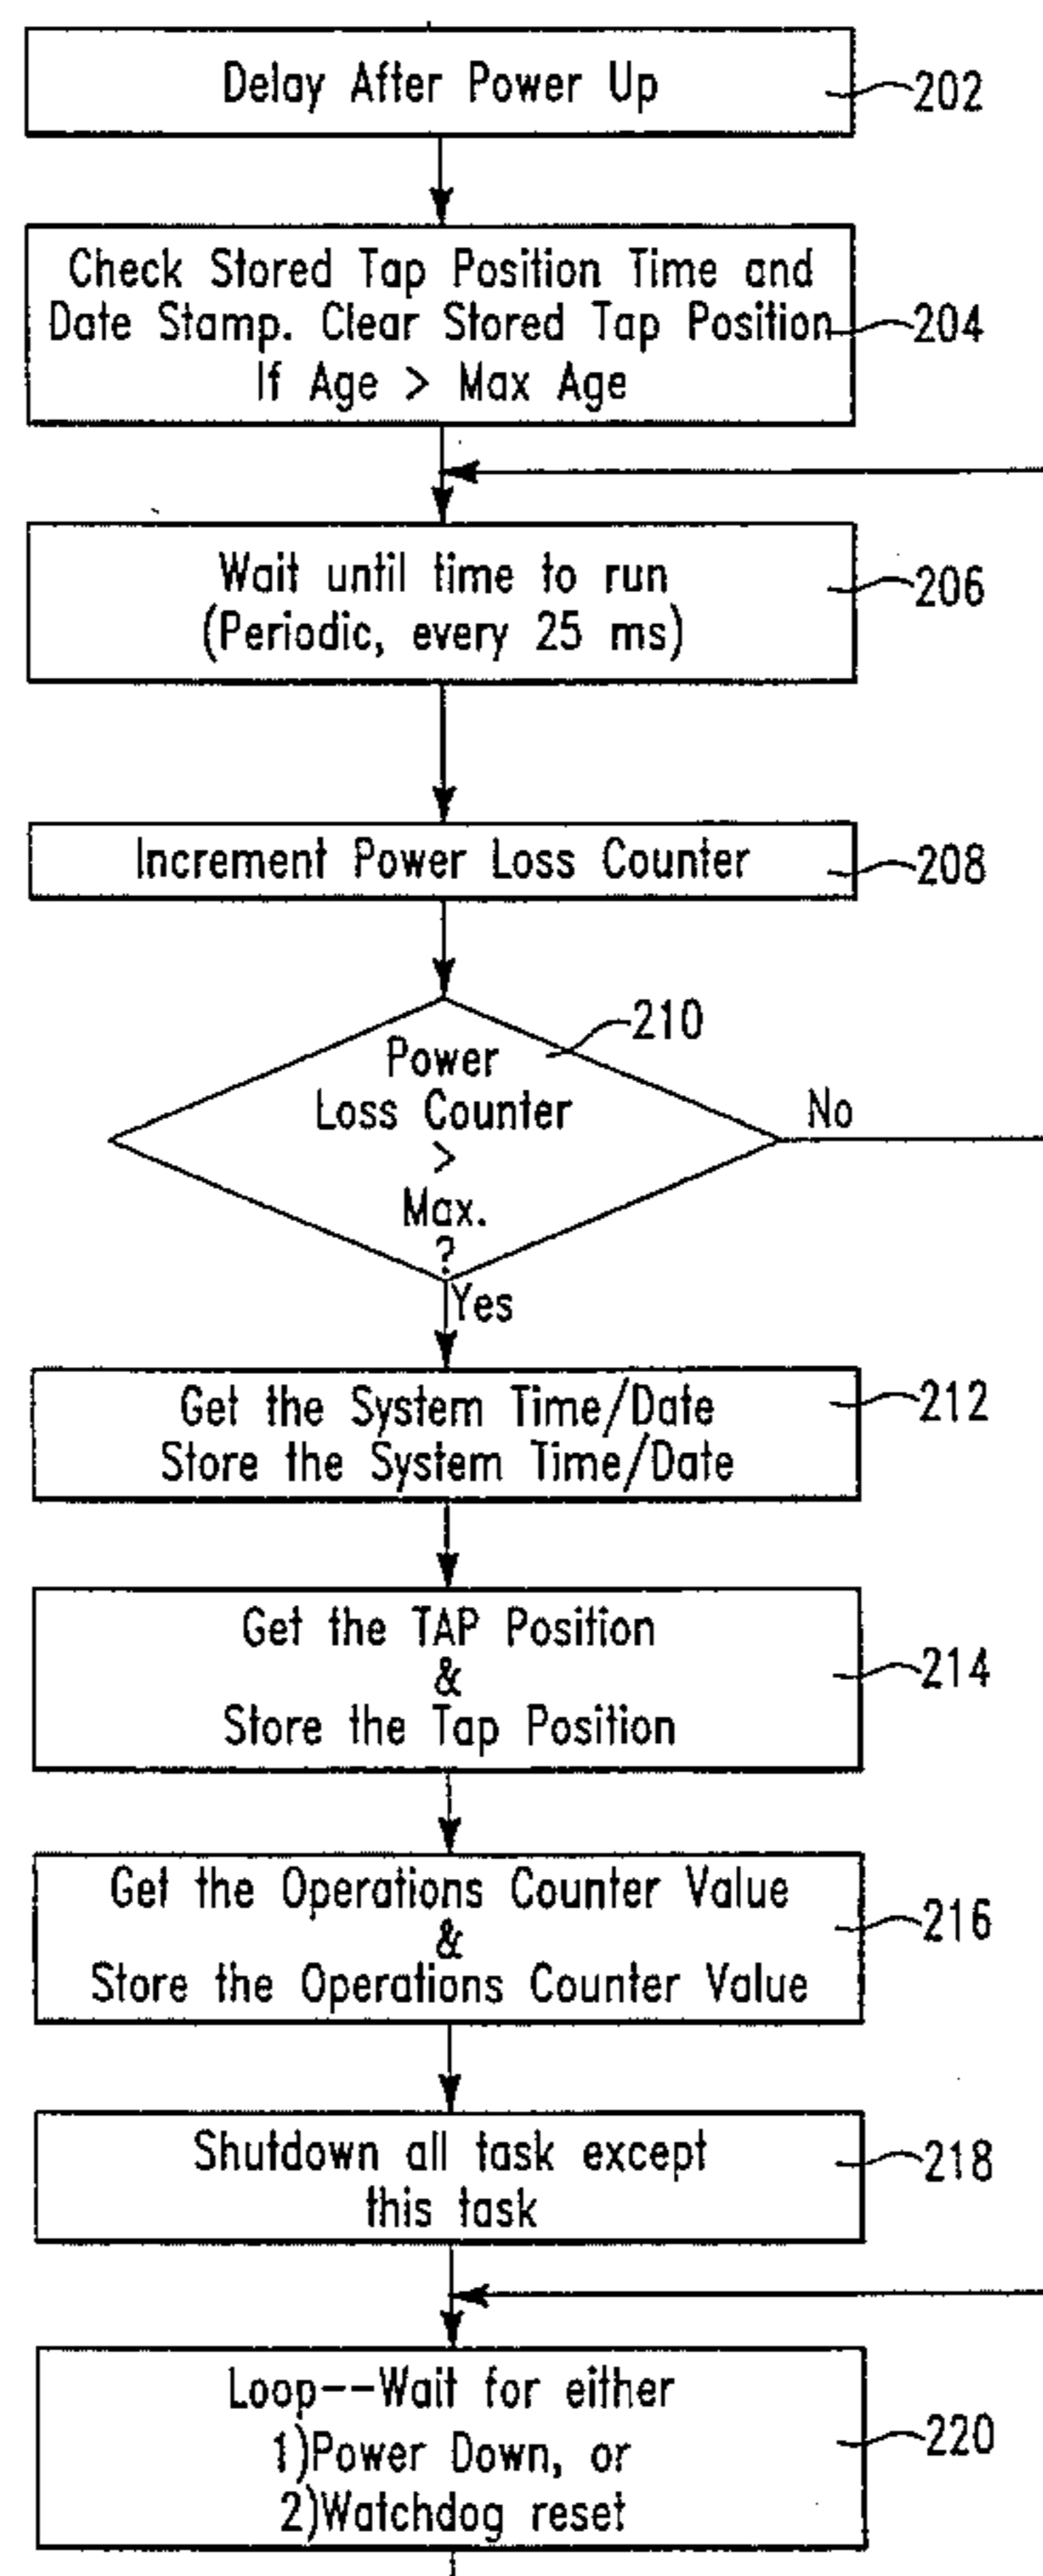 Delay After Power Up
202
Check Stored Tap Position Time and
Date Stamp. Clear Stored Tap Position
If Age > Max Age
204
Wait until time to run
(Periodic, every 25 ms)
206
Increment Power Loss Counter
208
210
Power
Loss Counter
>
Max.
?
No
Yes
Get the System Time/Date
Store the System Time/Date
212
Get the TAP Position
&
Store the Tap Position
214
Get the Operations Counter Value
&
Store the Operations Counter Value
216
Shutdown all task except
this task
218
Loop--Wait for either
1)Power Down, or
2)Watchdog reset
220